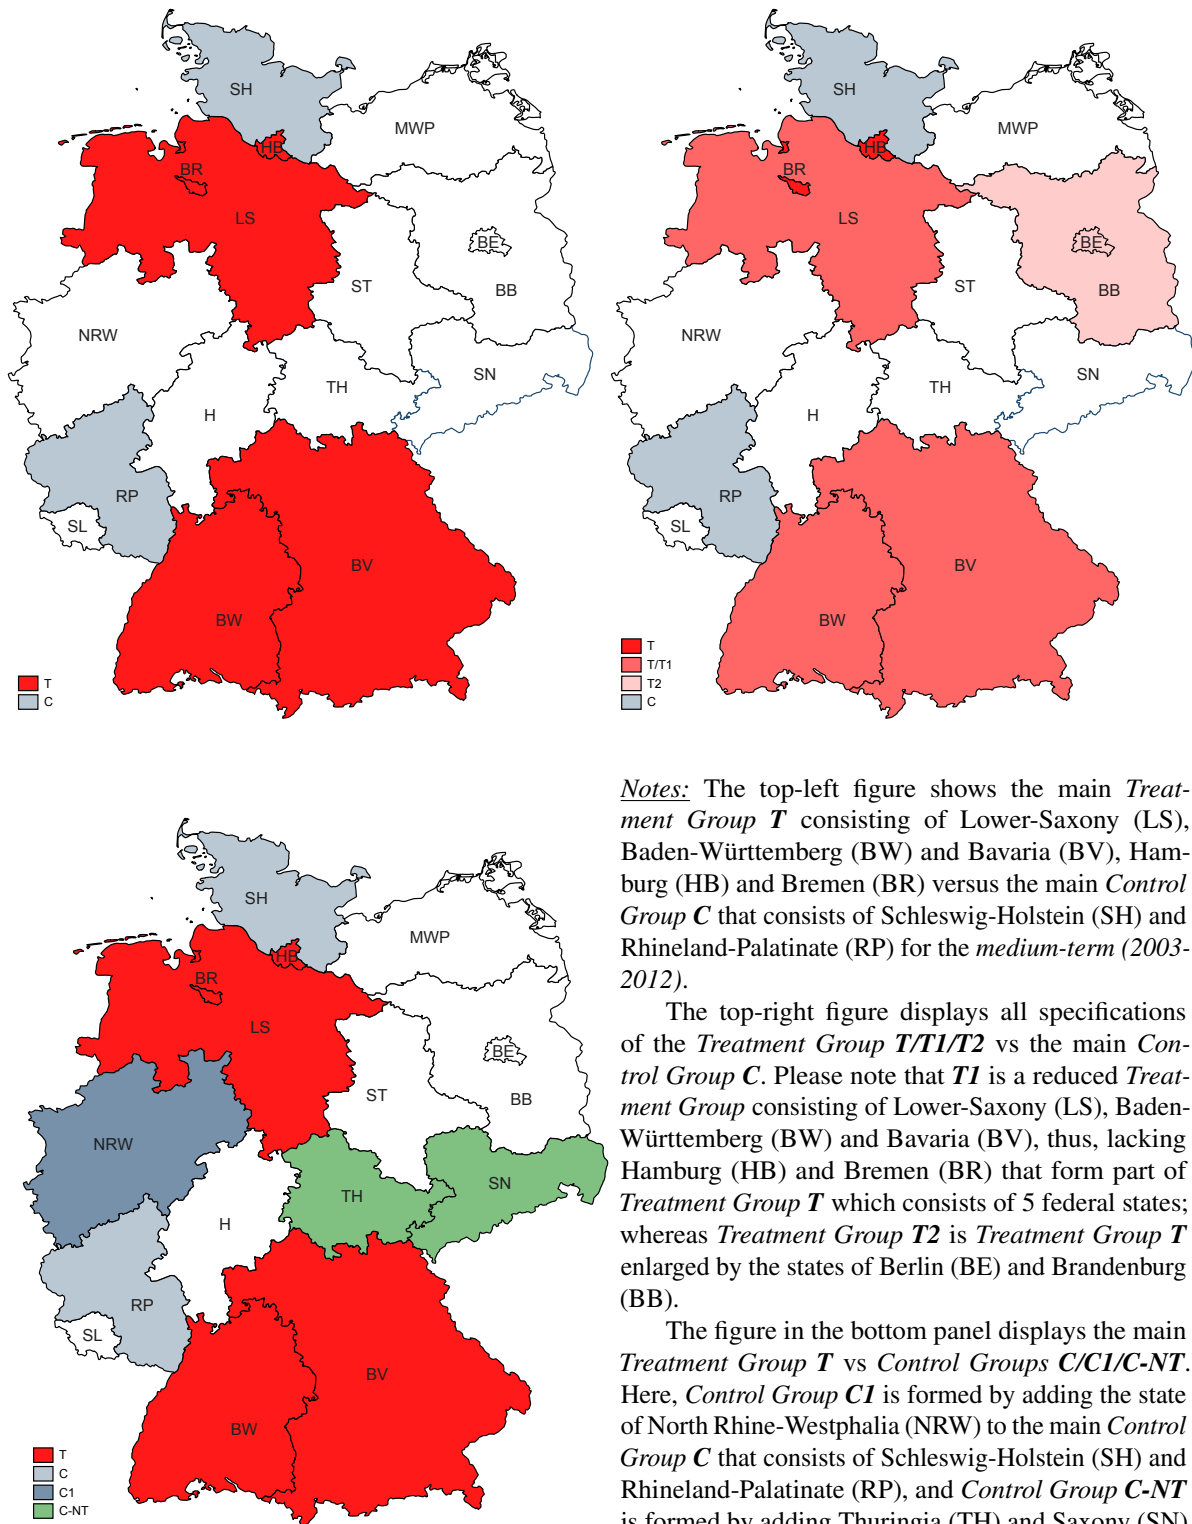 SH
MWP
HB
BR
LS
BE
ST
BB
NRW
SN
TH
H
RP
SL
BV
BW
T
C
SH
MWP
HB
BR
LS
BE
ST
BB
NRW
SN
TH
H
RP
SL
BV
BW
T
T/T1
T2
C
SH
MWP
HB
BR
LS
BE
ST
BB
NRW
SN
TH
H
RP
SL
BV
BW
T
C
C1
C-NT
Notes: The top-left figure shows the main Treat-
ment Group T consisting of Lower-Saxony (LS),
Baden-Württemberg (BW) and Bavaria (BV), Ham-
burg (HB) and Bremen (BR) versus the main Control
Group C that consists of Schleswig-Holstein (SH) and
Rhineland-Palatinate (RP) for the medium-term (2003-
2012).
The top-right figure displays all specifications
of the Treatment Group T/T1/T2 vs the main Con-
trol Group C. Please note that T1 is a reduced Treat-
ment Group consisting of Lower-Saxony (LS), Baden-
Württemberg (BW) and Bavaria (BV), thus, lacking
Hamburg (HB) and Bremen (BR) that form part of
Treatment Group T which consists of 5 federal states;
whereas Treatment Group T2 is Treatment Group T
enlarged by the states of Berlin (BE) and Brandenburg
(BB).
The figure in the bottom panel displays the main
Treatment Group T vs Control Groups C/C1/C-NT.
Here, Control Group C1 is formed by adding the state
of North Rhine-Westphalia (NRW) to the main Control
Group C that consists of Schleswig-Holstein (SH) and
Rhineland-Palatinate (RP), and Control Group C-NT
is formed by adding Thuringia (TH) and Saxony (SN)